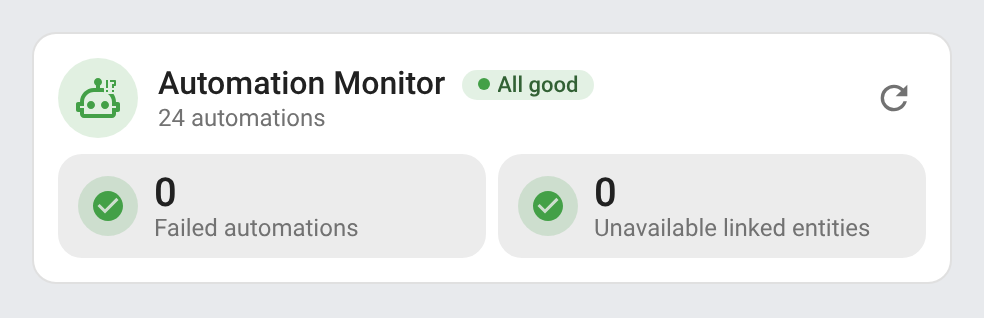 Automation Monitor
All good
24 automations
0
Failed automations
0
Unavailable linked entities